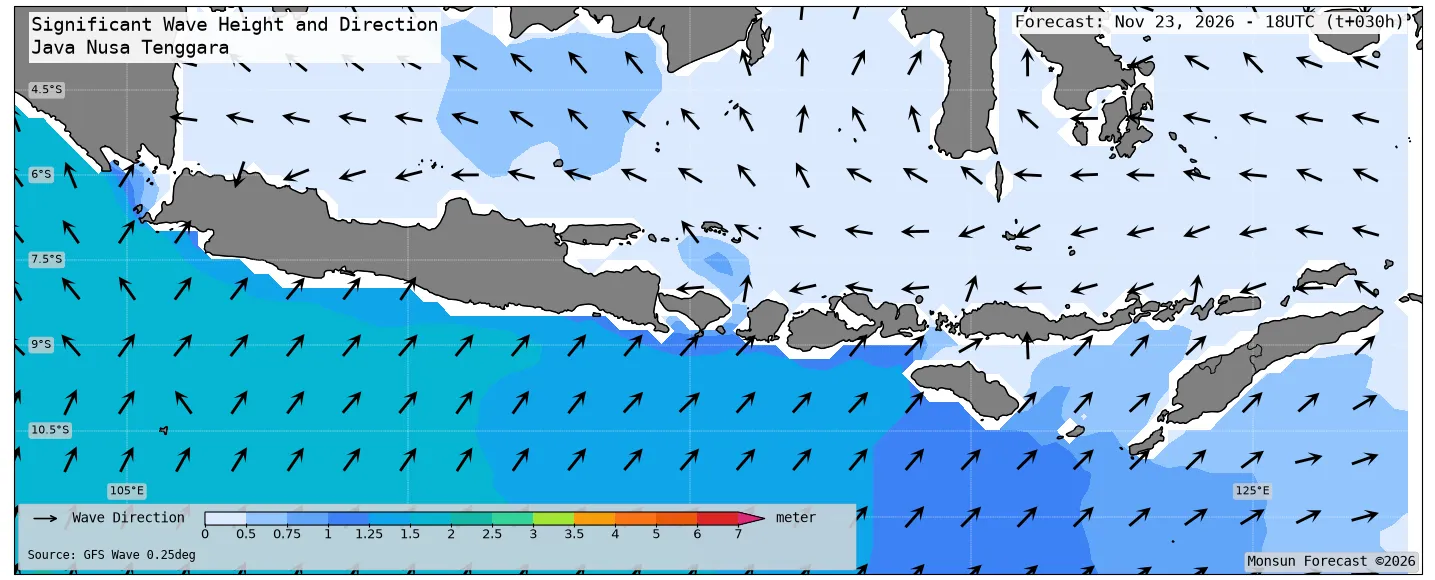 Significant Wave Height and Direction
Java Nusa Tenggara
Forecast: Nov 23, 2026 - 18UTC (t+030h)
4.5°S
6°S
7.5°S
9°S
10.5°S
105°E
125°E
Wave Direction
0 0.5 0.75 1 1.25 1.5 2 2.5 3 3.5 4 5 6 7
meter
Source: GFS Wave 0.25deg
Monsun Forecast ©2026